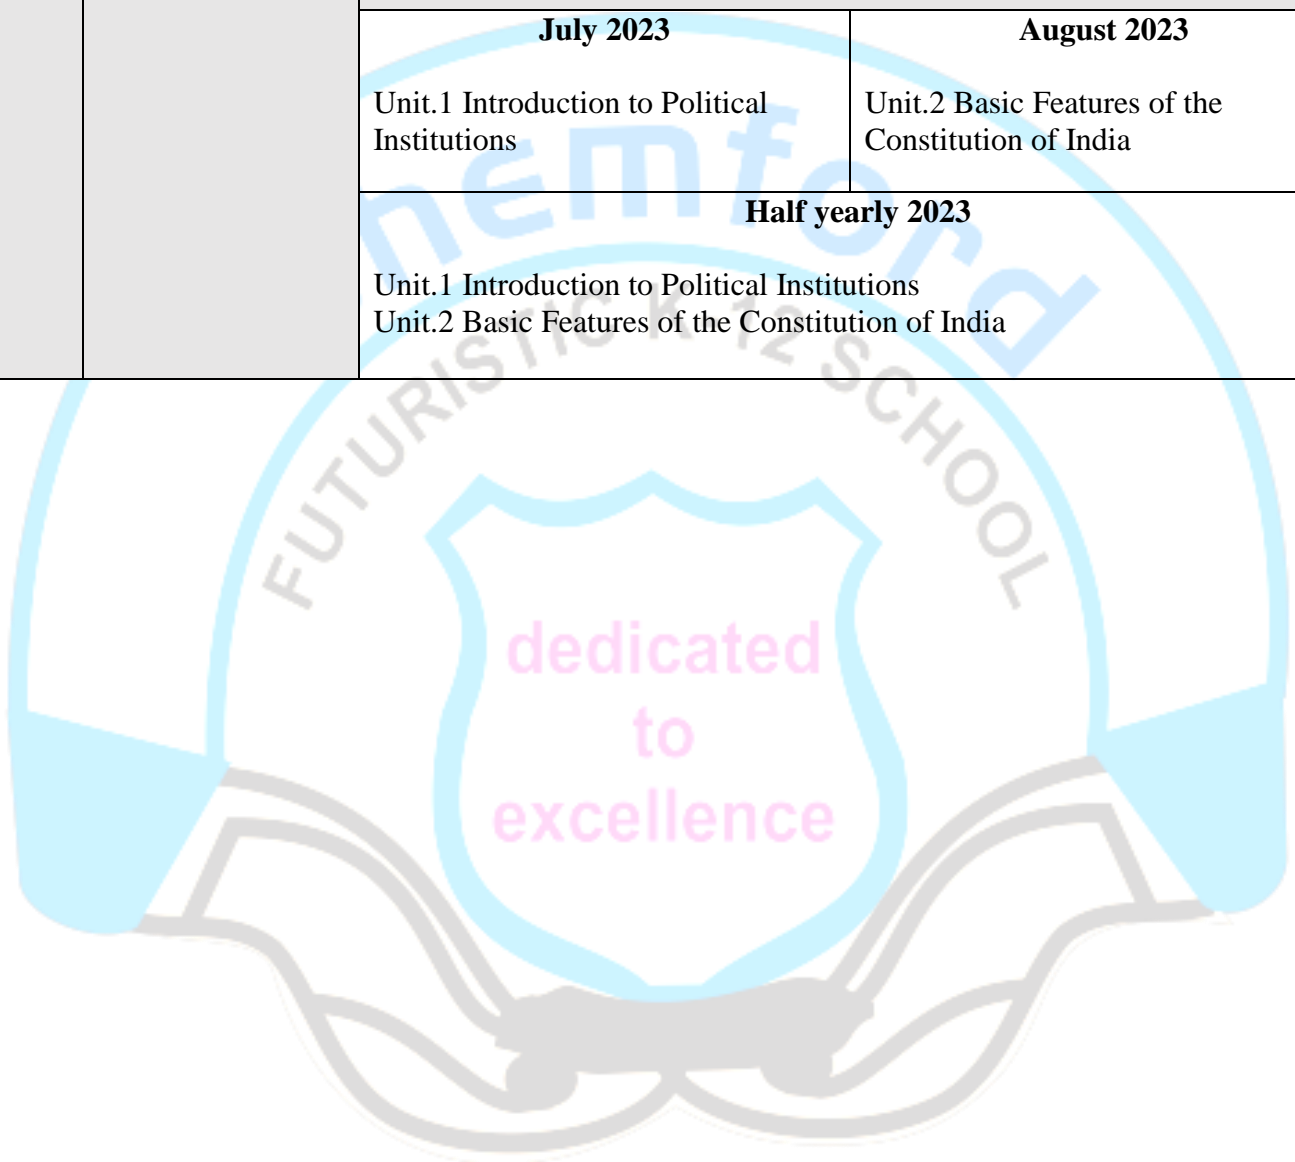 July 2023
August 2023
Unit.1 Introduction to Political
Institutions
Unit.2 Basic Features of the
Constitution of India
Half yearly 2023
Unit.1 Introduction to Political Institutions
Unit.2 Basic Features of the Constitution of India
FUTURISTIC K-12 SCHOOL
dedicated
to
excellence